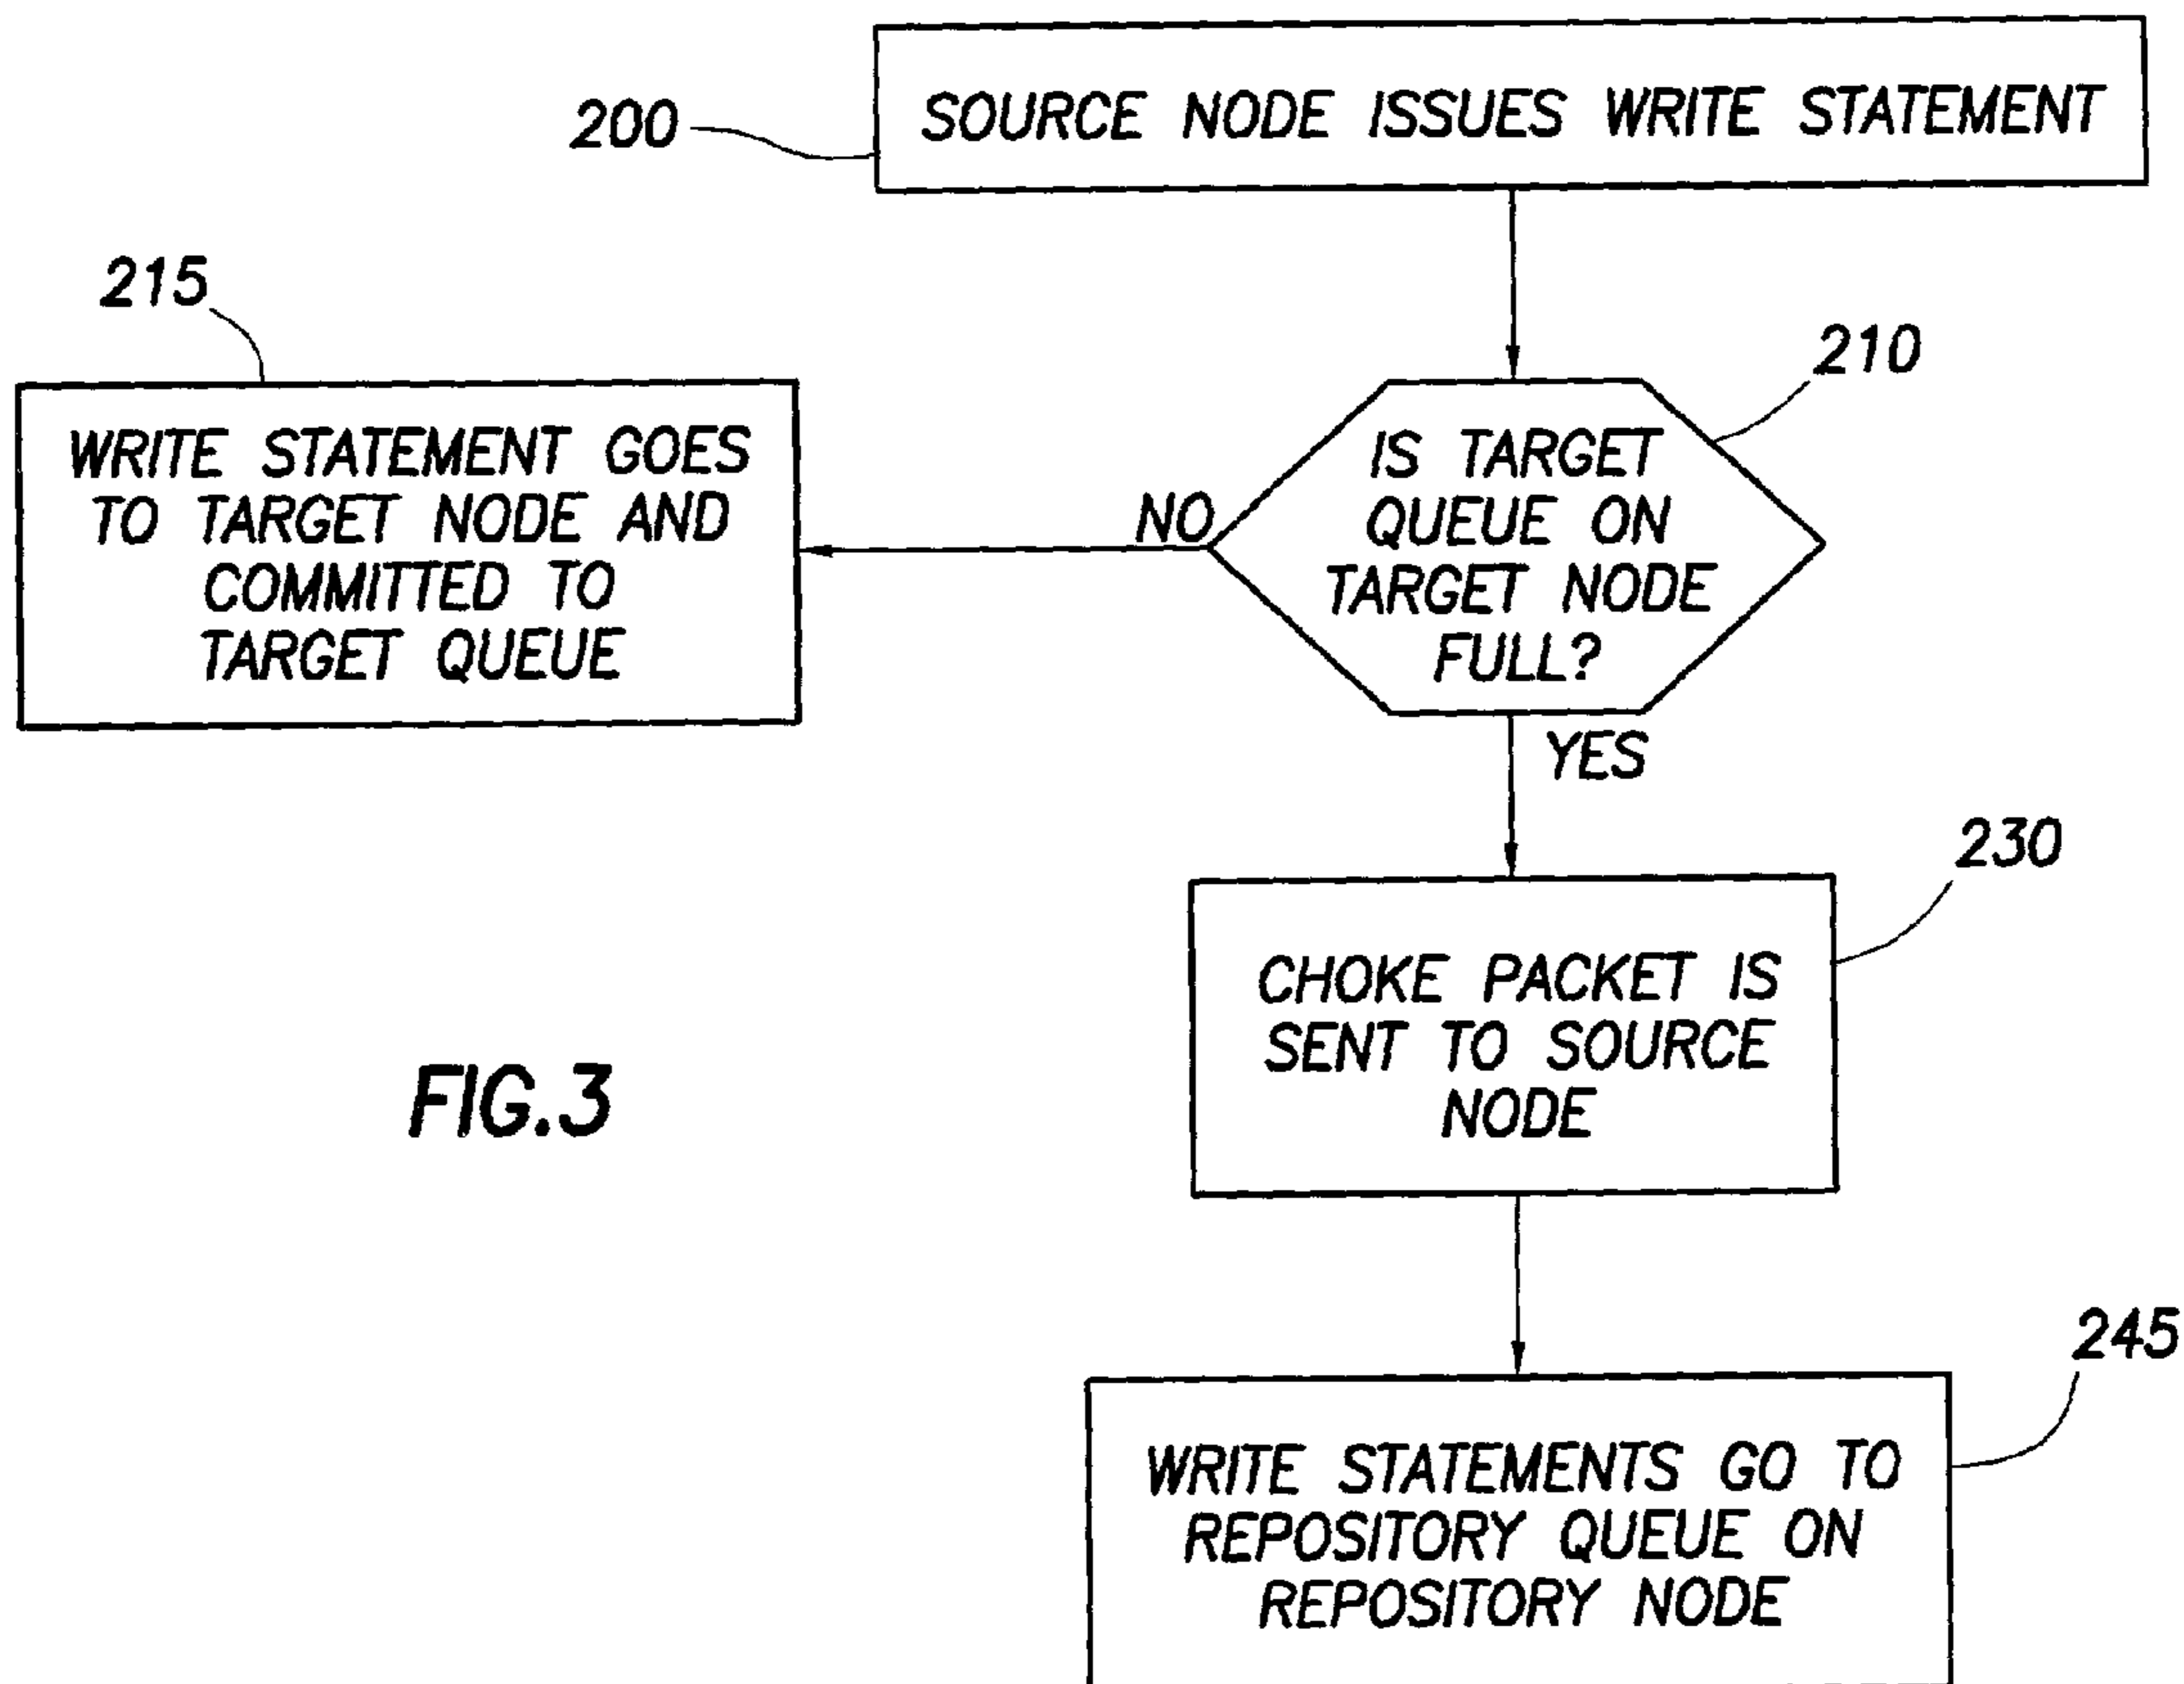 200
SOURCE NODE ISSUES WRITE STATEMENT
215
WRITE STATEMENT GOES
TO TARGET NODE AND
COMMITTED TO
TARGET QUEUE
NO
210
IS TARGET
QUEUE ON
TARGET NODE
FULL?
YES
230
CHOKE PACKET IS
SENT TO SOURCE
NODE
FIG.3
245
WRITE STATEMENTS GO TO
REPOSITORY QUEUE ON
REPOSITORY NODE